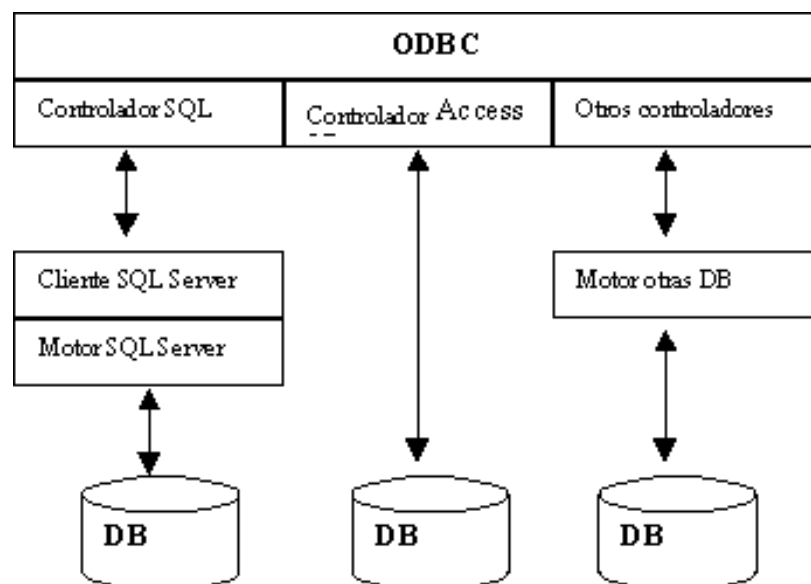 ODBC
Controlador SQL
Controlador Access
Otros controladores
Cliente SQL Server
Motor otras DB
Motor SQL Server
DB
DB
DB